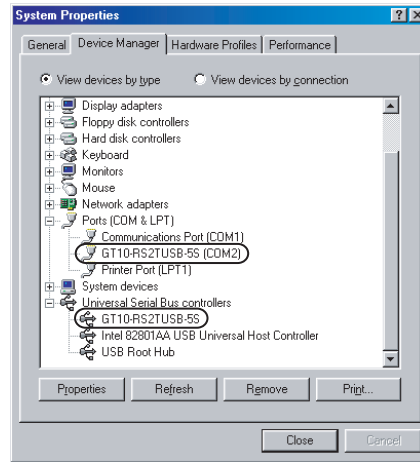 System Properties
General Device Manager Hardware Profiles Performance
View devices by type View devices by connection
Display adapters
Floppy disk controllers
Hard disk controllers
Keyboard
Monitors
Mouse
Network adapters
Ports (COM & LPT)
Communications Port (COM1)
GT10-RS2TUSB-5S (COM2)
Printer Port (LPT1)
System devices
Universal Serial Bus controllers
GT10-RS2TUSB-5S
Intel 82801AA USB Universal Host Controller
USB Root Hub
Properties Refresh Remove Print...
Close Cancel